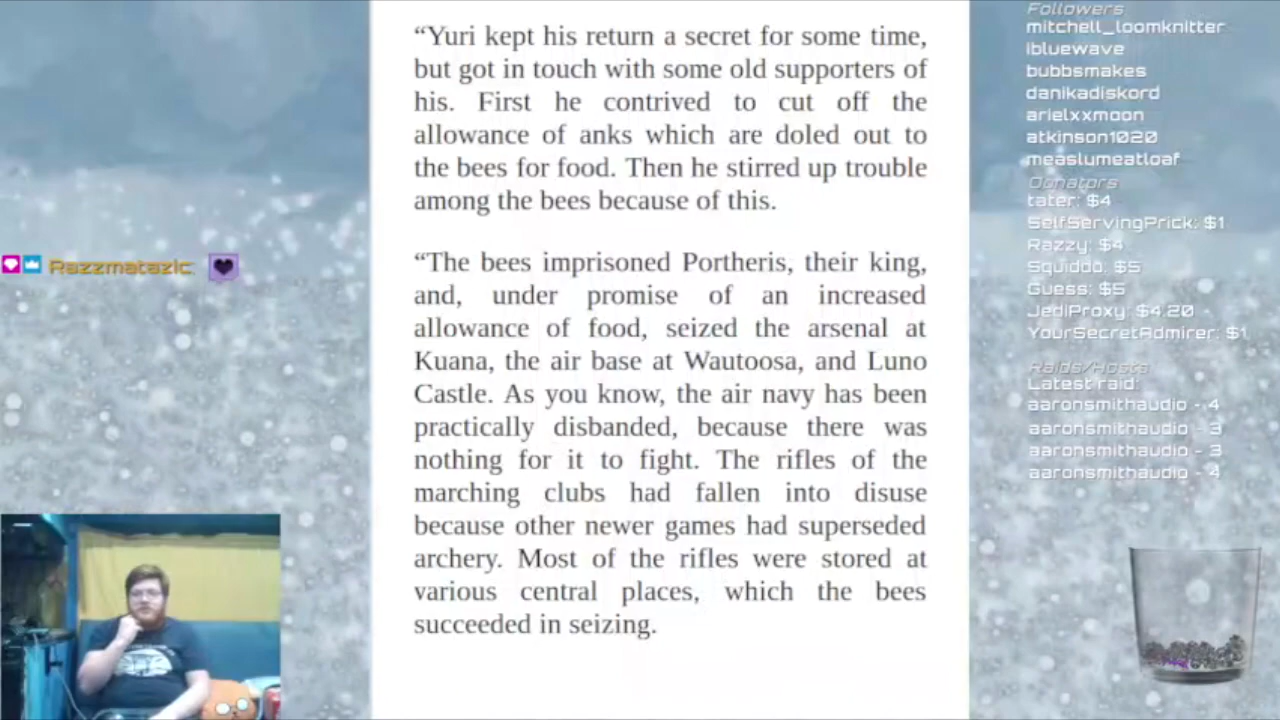 “Yuri kept his return a secret for some time,
but got in touch with some old supporters of
his. First he contrived to cut off the
allowance of anks which are doled out to
the bees for food. Then he stirred up trouble
among the bees because of this.
“The bees imprisoned Portheris, their king,
and, under promise of an increased
allowance of food, seized the arsenal at
Kuana, the air base at Wautoosa, and Luno
Castle. As you know, the air navy has been
practically disbanded, because there was
nothing for it to fight. The rifles of the
marching clubs had fallen into disuse
because other newer games had superseded
archery. Most of the rifles were stored at
various central places, which the bees
succeeded in seizing.
Razzmatazic
Followers
mitchell_loomknitter
lbluewave
bubbsmakes
danikadiskord
arielxxmoon
atkinson1020
measlumeatloaf
Donators
tater: $4
SelfServingPrick: $1
Razzy: $4
Squidda: $5
Guess: $5
JediProxy: $4.20
YourSecretAdmirer: $1
Raids/Hosts
Latest raid:
aaronsmithaudio - 4
aaronsmithaudio - 3
aaronsmithaudio - 3
aaronsmithaudio - 4